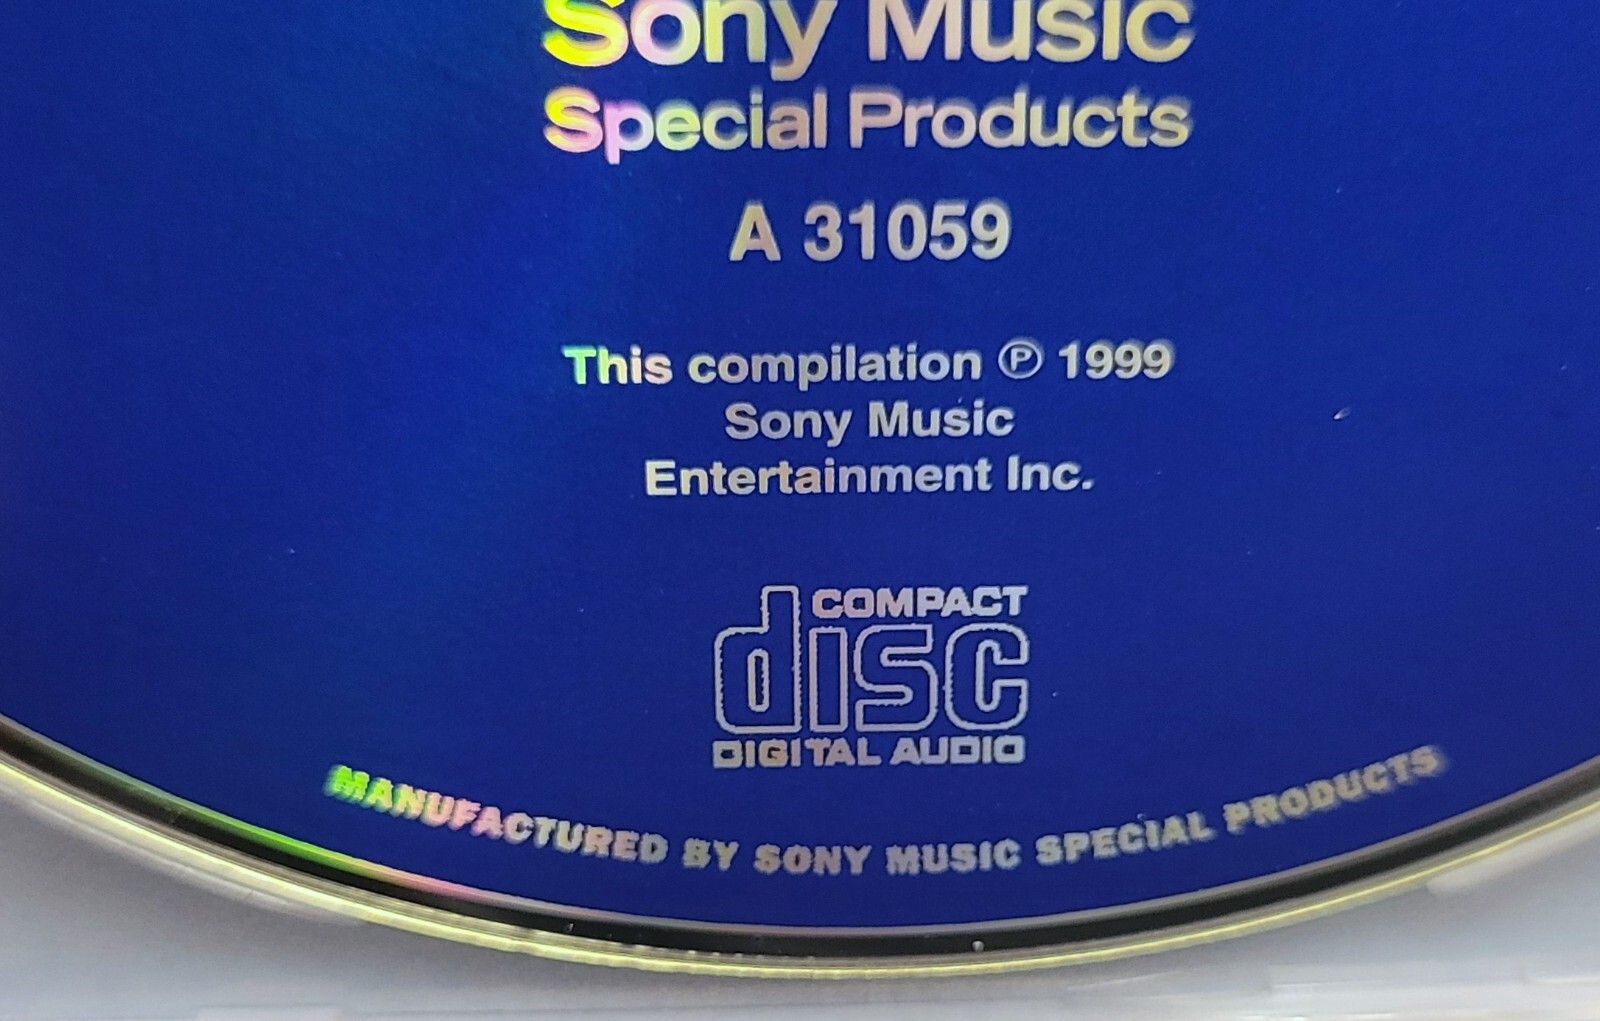 Sony Music
Special Products
A 31059
This compilation ℗ 1999
Sony Music
Entertainment Inc.
COMPACT
disc
DIGITAL AUDIO
MANUFACTURED BY SONY MUSIC SPECIAL PRODUCTS